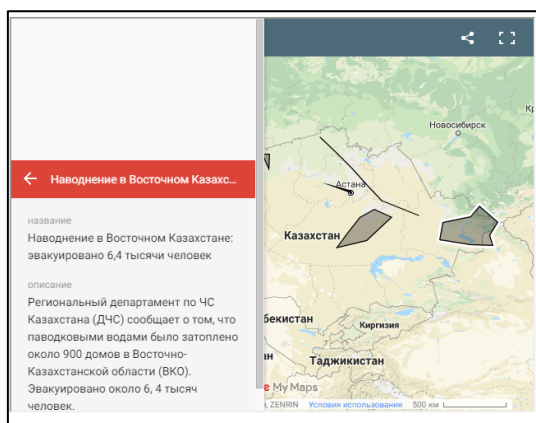 Наводнение в Восточном Казахс...
название
Наводнение в Восточном Казахстане:
эвакуировано 6,4 тысячи человек
описание
Региональный департамент по ЧС
Казахстана (ДЧС) сообщает о том, что
паводковыми водами было затоплено
около 900 домов в Восточно-
Казахстанской области (ВКО).
Эвакуировано около 6, 4 тысяч
человек.
Новосибирск
Астана
Казахстан
бекистан
Киргизия
ан
Таджикистан
e My Maps
ZENRIN
Условия использования
500 км